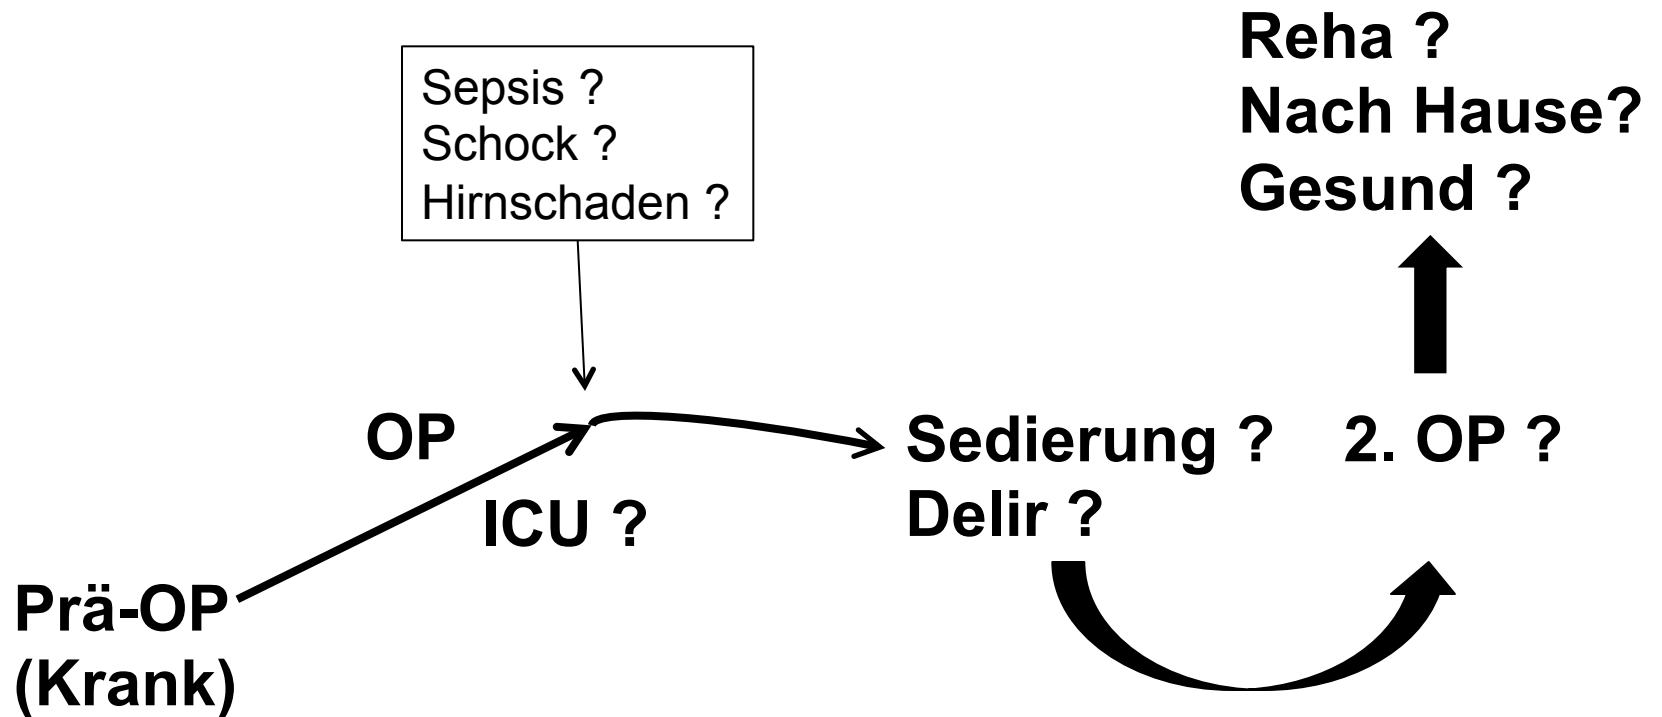 Sepsis ?
Schock ?
Hirnschaden ?
Reha ?
Nach Hause?
Gesund ?
OP
ICU ?
Prä-OP
(Krank)
Sedierung ?
Delir ?
2. OP ?